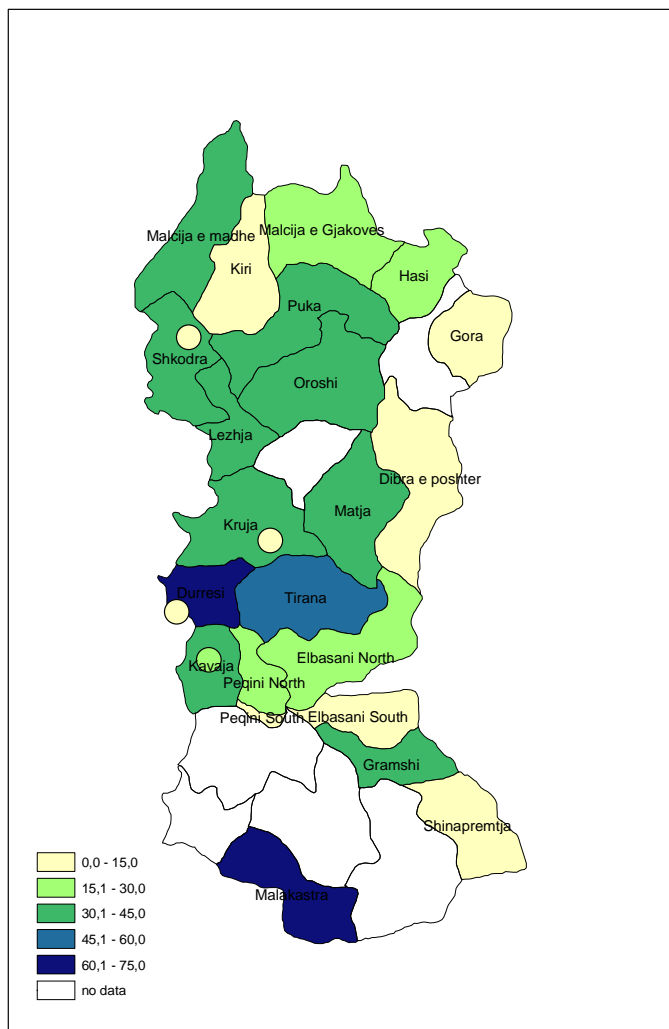 Malcija e madhe
Malcija e Gjakoves
Kiri
Hasi
Puka
Gora
Shkodra
Oroshi
Lezhja
Dibra e poshter
Matja
Kruja
Durresi
Tirana
Elbasani North
Kavaja
Peqini North
Peqini South
Elbasani South
Gramshi
Shinapremtja
Malakastra
0,0 - 15,0
15,1 - 30,0
30,1 - 45,0
45,1 - 60,0
60,1 - 75,0
no data